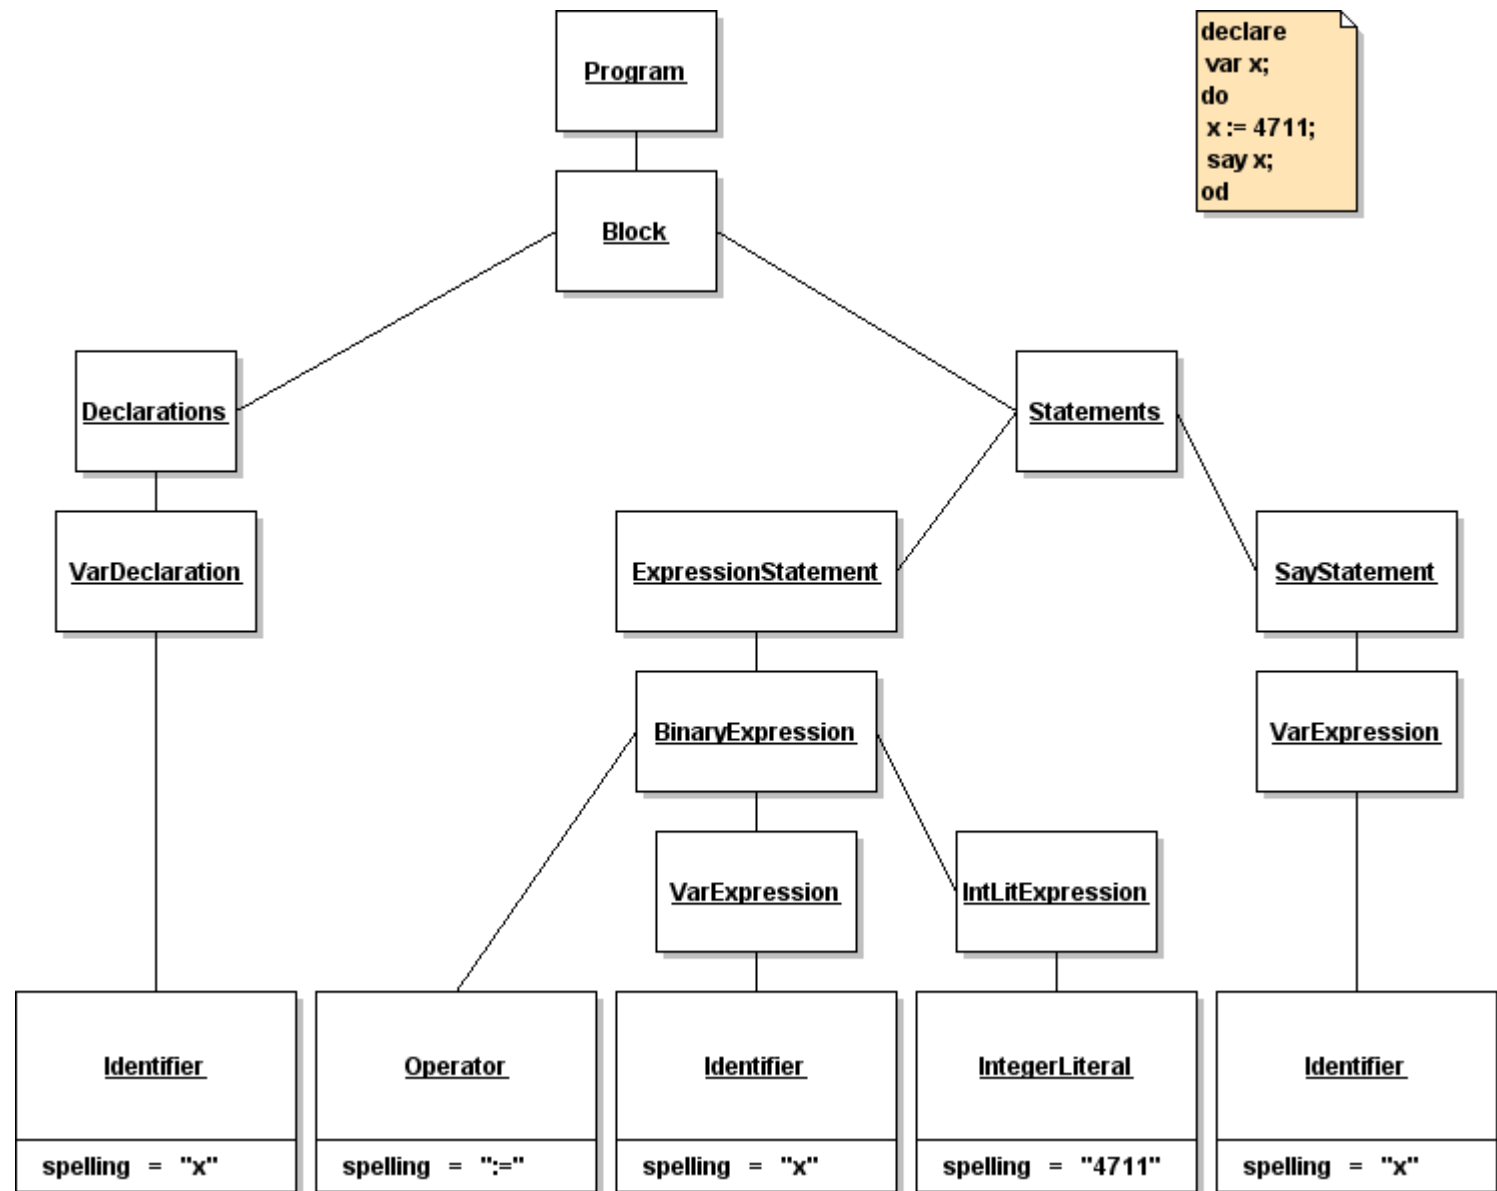 Program
declare
var x;
do
x := 4711;
say x;
od
Block
Declarations
Statements
VarDeclaration
ExpressionStatement
SayStatement
BinaryExpression
VarExpression
VarExpression
IntLitExpression
Identifier
Operator
Identifier
IntegerLiteral
Identifier
spelling = "x"
spelling = ":="
spelling = "x"
spelling = "4711"
spelling = "x"